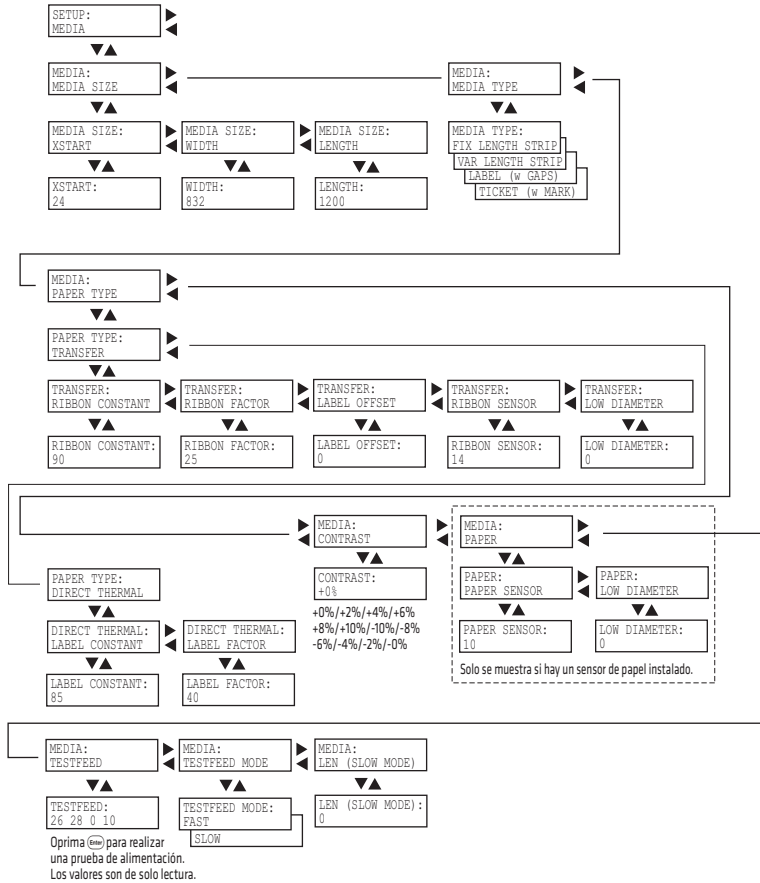 SETUP:
MEDIA
MEDIA:
MEDIA SIZE
MEDIA:
MEDIA TYPE
MEDIA SIZE:
XSTART
MEDIA SIZE:
WIDTH
MEDIA SIZE:
LENGTH
MEDIA TYPE:
FIX LENGTH STRIP
VAR LENGTH STRIP
LABEL (w GAPS)
TICKET (w MARK)
XSTART:
24
WIDTH:
832
LENGTH:
1200
MEDIA:
PAPER TYPE
PAPER TYPE:
TRANSFER
TRANSFER:
RIBBON CONSTANT
TRANSFER:
RIBBON FACTOR
TRANSFER:
LABEL OFFSET
TRANSFER:
RIBBON SENSOR
TRANSFER:
LOW DIAMETER
RIBBON CONSTANT:
90
RIBBON FACTOR:
25
LABEL OFFSET:
0
RIBBON SENSOR:
14
LOW DIAMETER:
0
MEDIA:
CONTRAST
MEDIA:
PAPER
PAPER TYPE:
DIRECT THERMAL
CONTRAST:
+0%
+0%/+2%/+4%/+6%
+8%/+10%/-10%/-8%
-6%/-4%/-2%/-0%
PAPER:
PAPER SENSOR
PAPER:
LOW DIAMETER
DIRECT THERMAL:
LABEL CONSTANT
DIRECT THERMAL:
LABEL FACTOR
PAPER SENSOR:
10
LOW DIAMETER:
0
Solo se muestra si hay un sensor de papel instalado.
LABEL CONSTANT:
85
LABEL FACTOR:
40
MEDIA:
TESTFEED
MEDIA:
TESTFEED MODE
MEDIA:
LEN (SLOW MODE)
TESTFEED:
26 28 0 10
TESTFEED MODE:
FAST
SLOW
LEN (SLOW MODE):
0
Oprima Enter para realizar
una prueba de alimentación.
Los valores son de solo lectura.